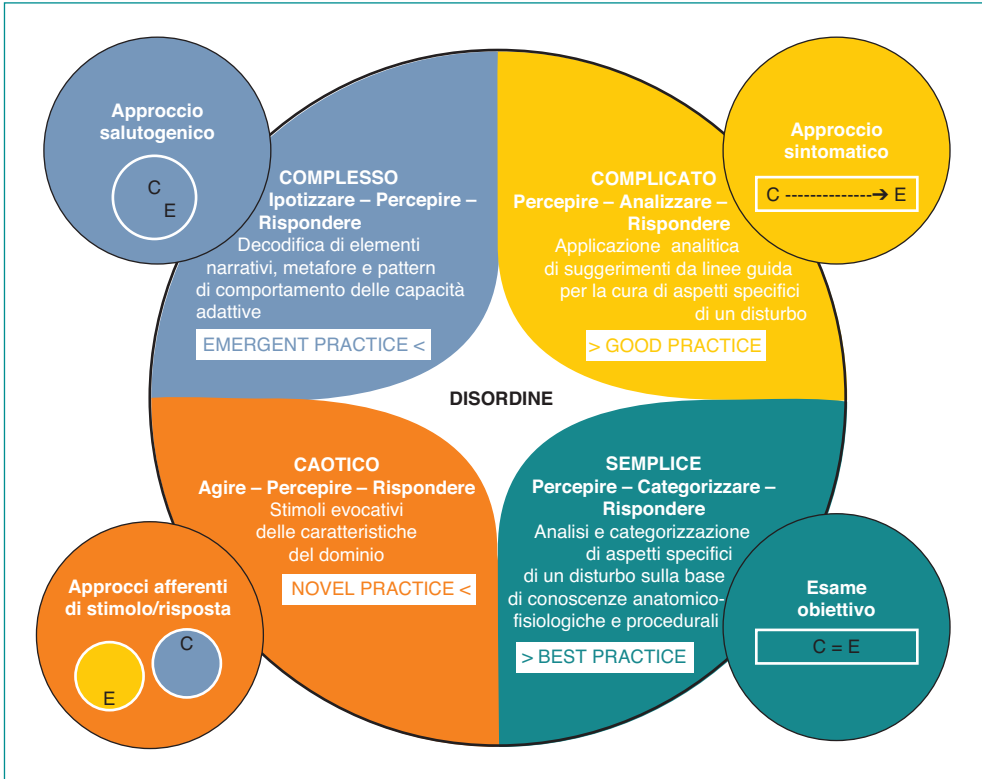 Approccio
salutogenico
C
E
COMPLESSO
Ipotizzare – Percepire –
Rispondere
Decodifica di elementi
narrativi, metafore e pattern
di comportamento delle capacità
adattive
EMERGENT PRACTICE <
Approccio
sintomatico
C --------------➔ E
COMPLICATO
Percepire – Analizzare –
Rispondere
Applicazione analitica
di suggerimenti da linee guida
per la cura di aspetti specifici
di un disturbo
> GOOD PRACTICE
DISORDINE
CAOTICO
Agire – Percepire – Rispondere
Stimoli evocativi
delle caratteristiche
del dominio
NOVEL PRACTICE <
Approcci afferenti
di stimolo/risposta
C
E
SEMPLICE
Percepire – Categorizzare –
Rispondere
Analisi e categorizzazione
di aspetti specifici
di un disturbo sulla base
di conoscenze anatomico-
fisiologiche e procedurali
> BEST PRACTICE
Esame
obiettivo
C = E